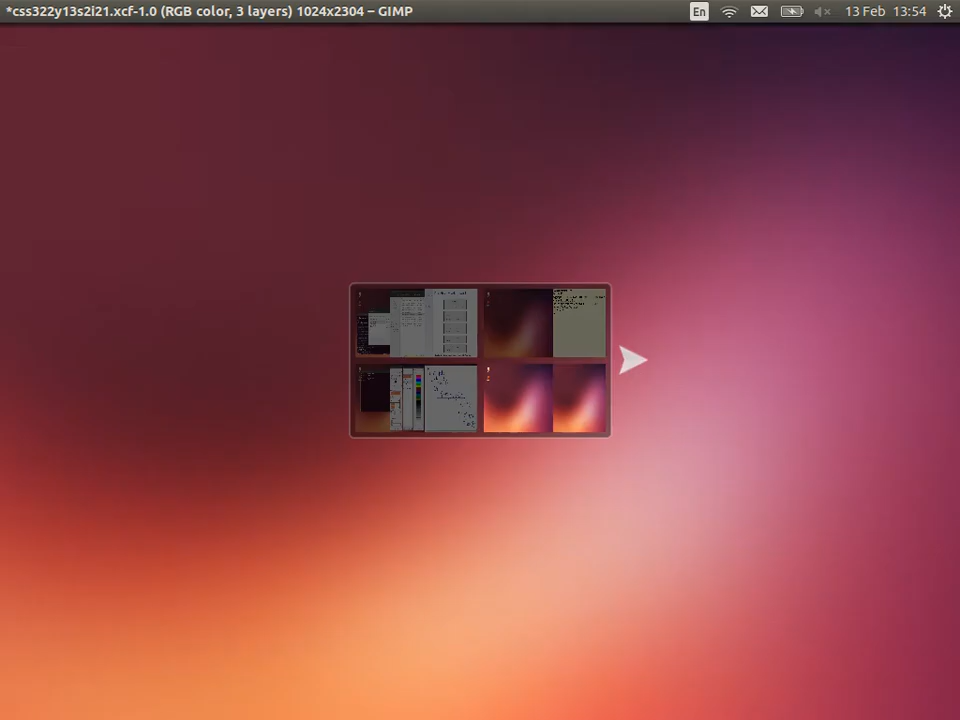 *css322y13s2i21.xcf-1.0 (RGB color, 3 layers) 1024x2304 – GIMP
En
13 Feb 13:54